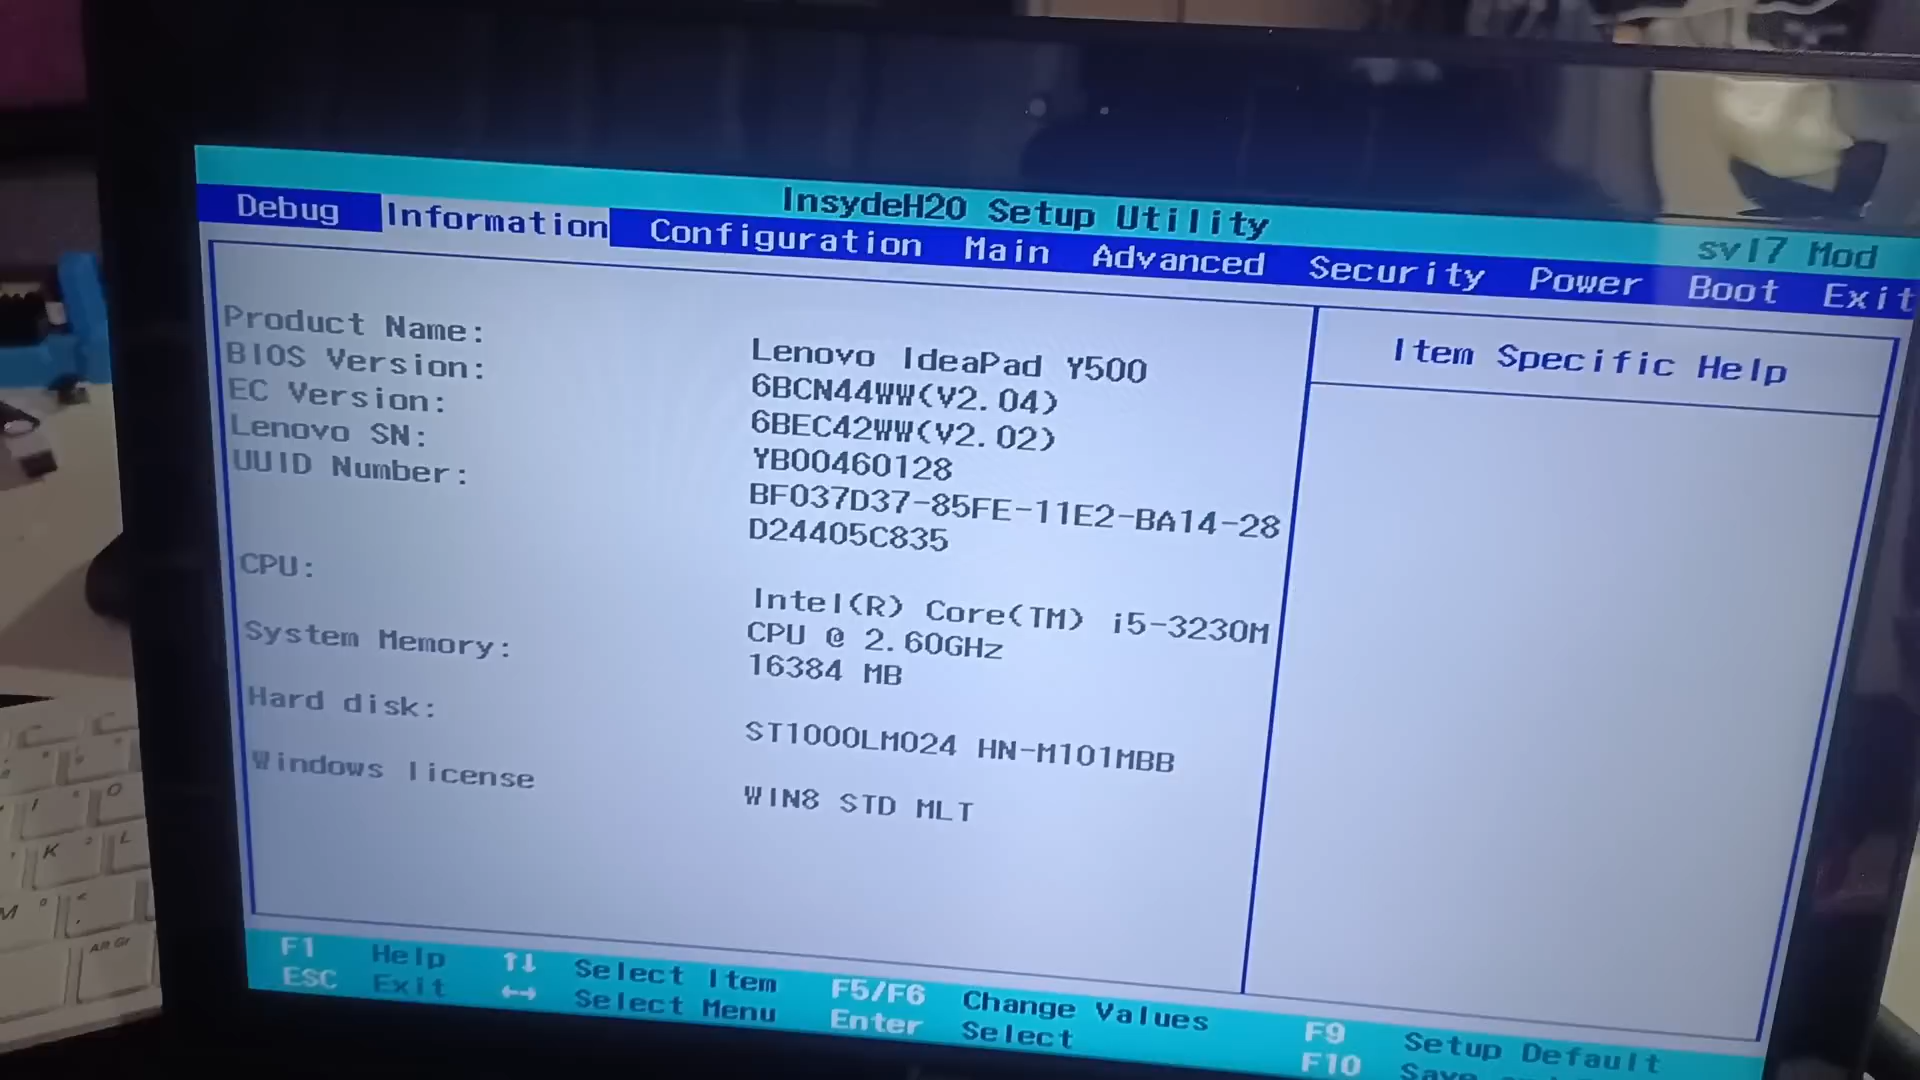 InsydeH20 Setup Utility
svl7 Mod
Debug Information Configuration Main Advanced Security Power Boot Exit
Item Specific Help
Product Name: Lenovo IdeaPad Y500
BIOS Version: 6BCN44WW(V2.04)
EC Version: 6BEC42WW(V2.02)
Lenovo SN: YB00460128
UUID Number: BF037D37-85FE-11E2-BA14-28
D24405C835
CPU: Intel(R) Core(TM) i5-3230M
CPU @ 2.60GHz
System Memory: 16384 MB
Hard disk: ST1000LM024 HN-M101MBB
Windows license WIN8 STD MLT
F1 Help ↑↓ Select Item F5/F6 Change Values F9 Setup Default
ESC Exit ←→ Select Menu Enter Select F10
K L
M
Alt Gr